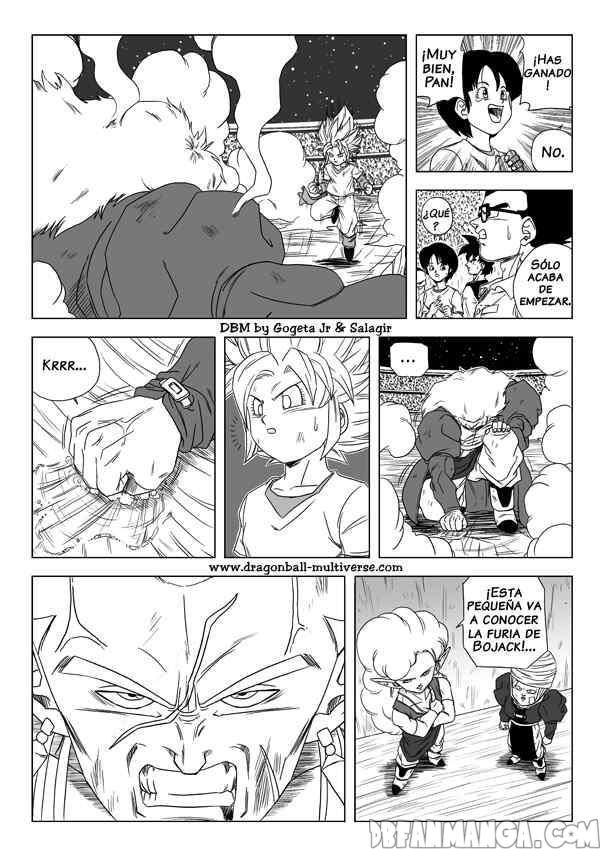 ¡MUY
BIEN,
PAN!
¡HAS
GANADO
!
NO.
¿QUÉ
?
SÓLO
ACABA
DE
EMPEZAR.
DBM by Gogeta Jr & Salagir
KRRR...
...
www.dragonball-multiverse.com
¡ESTA
PEQUEÑA VA
A CONOCER
LA FURIA DE
BOJACK!...
DBFANMANGA.COM